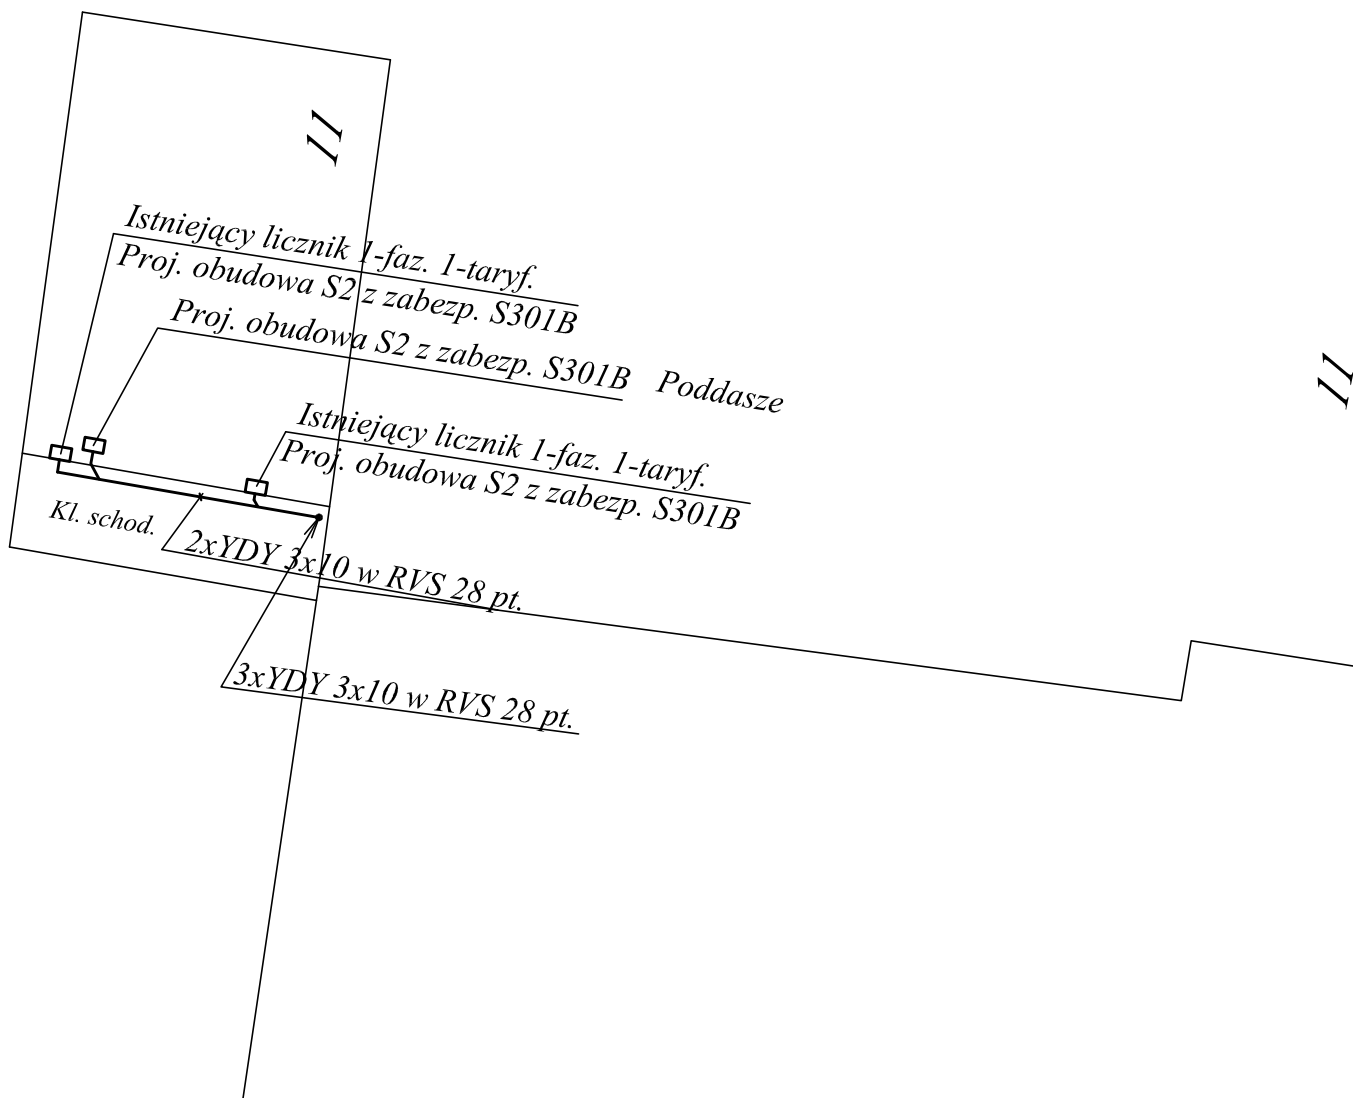 11
Istniejący licznik 1-faz. 1-taryf.
Proj. obudowa S2 z zabezp. S301B
Proj. obudowa S2 z zabezp. S301B
Poddasze
11
Istniejący licznik 1-faz. 1-taryf.
Proj. obudowa S2 z zabezp. S301B
Kl. schod.
2xYDY 3x10 w RVS 28 pt.
3xYDY 3x10 w RVS 28 pt.